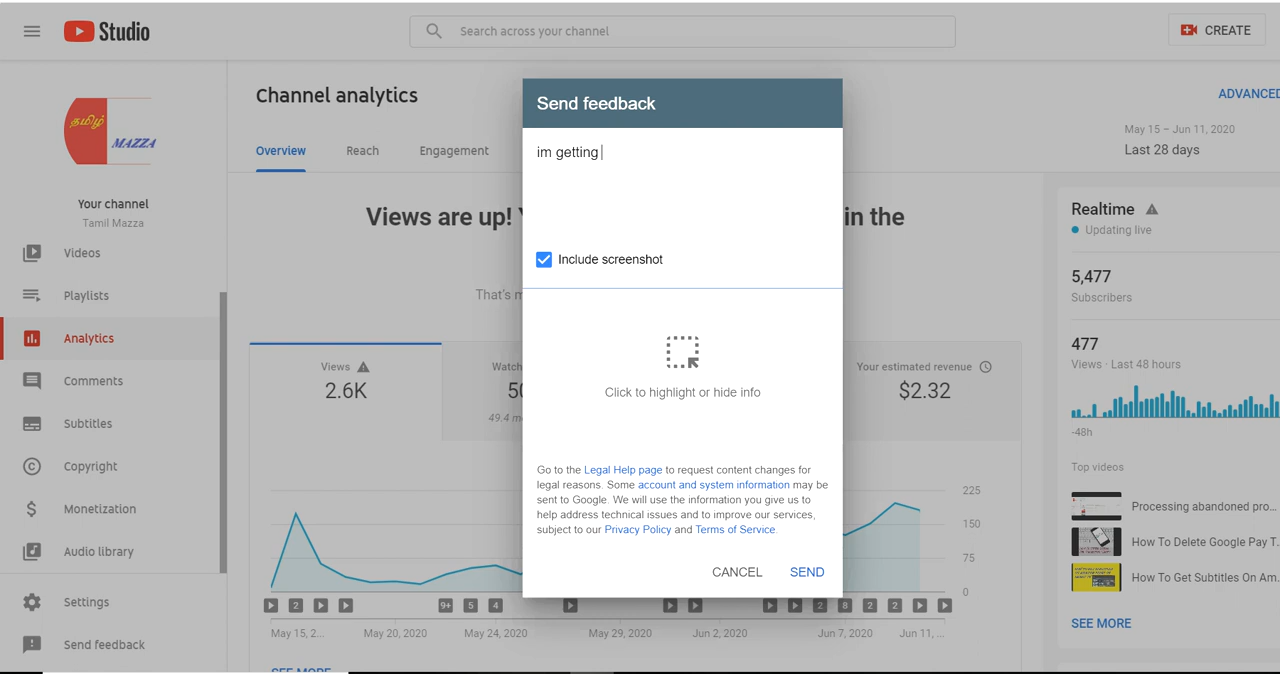 Studio
Search across your channel
CREATE
தமிழ்
MAZZA
Your channel
Tamil Mazza
Videos
Playlists
Analytics
Comments
Subtitles
Copyright
Monetization
Audio library
Settings
Send feedback
Channel analytics
ADVANCED
Overview
Reach
Engagement
May 15 – Jun 11, 2020
Last 28 days
Views are up!
in the
That's
Views
2.6K
Watch
50
49.4
Your estimated revenue
$2.32
225
150
75
0
2
9+
5
4
2
8
2
2
May 15, 2...
May 20, 2020
May 24, 2020
May 29, 2020
Jun 2, 2020
Jun 7, 2020
Jun 11, ...
SEE MORE
Send feedback
im getting
Include screenshot
Click to highlight or hide info
Go to the Legal Help page to request content changes for
legal reasons. Some account and system information may be
sent to Google. We will use the information you give us to
help address technical issues and to improve our services,
subject to our Privacy Policy and Terms of Service.
CANCEL
SEND
Realtime
Updating live
5,477
Subscribers
477
Views · Last 48 hours
-48h
Top videos
Processing abandoned pro...
How To Delete Google Pay T...
How To Get Subtitles On Am...
SEE MORE